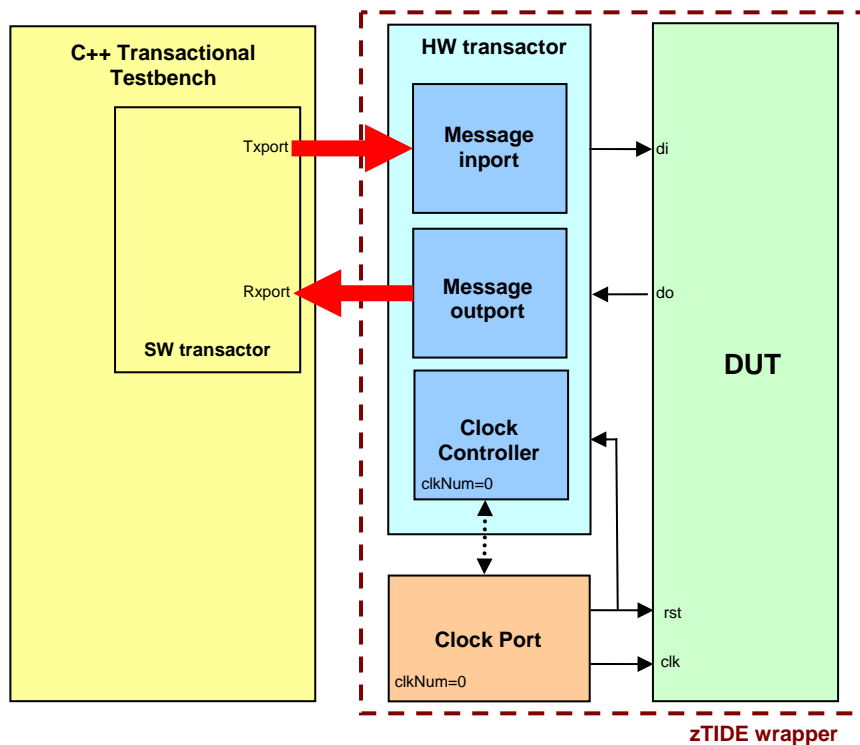 C++ Transactional
Testbench
Txport
Rxport
SW transactor
HW transactor
Message
inport
Message
outport
Clock
Controller
clkNum=0
Clock Port
clkNum=0
di
do
DUT
rst
clk
zTIDE wrapper